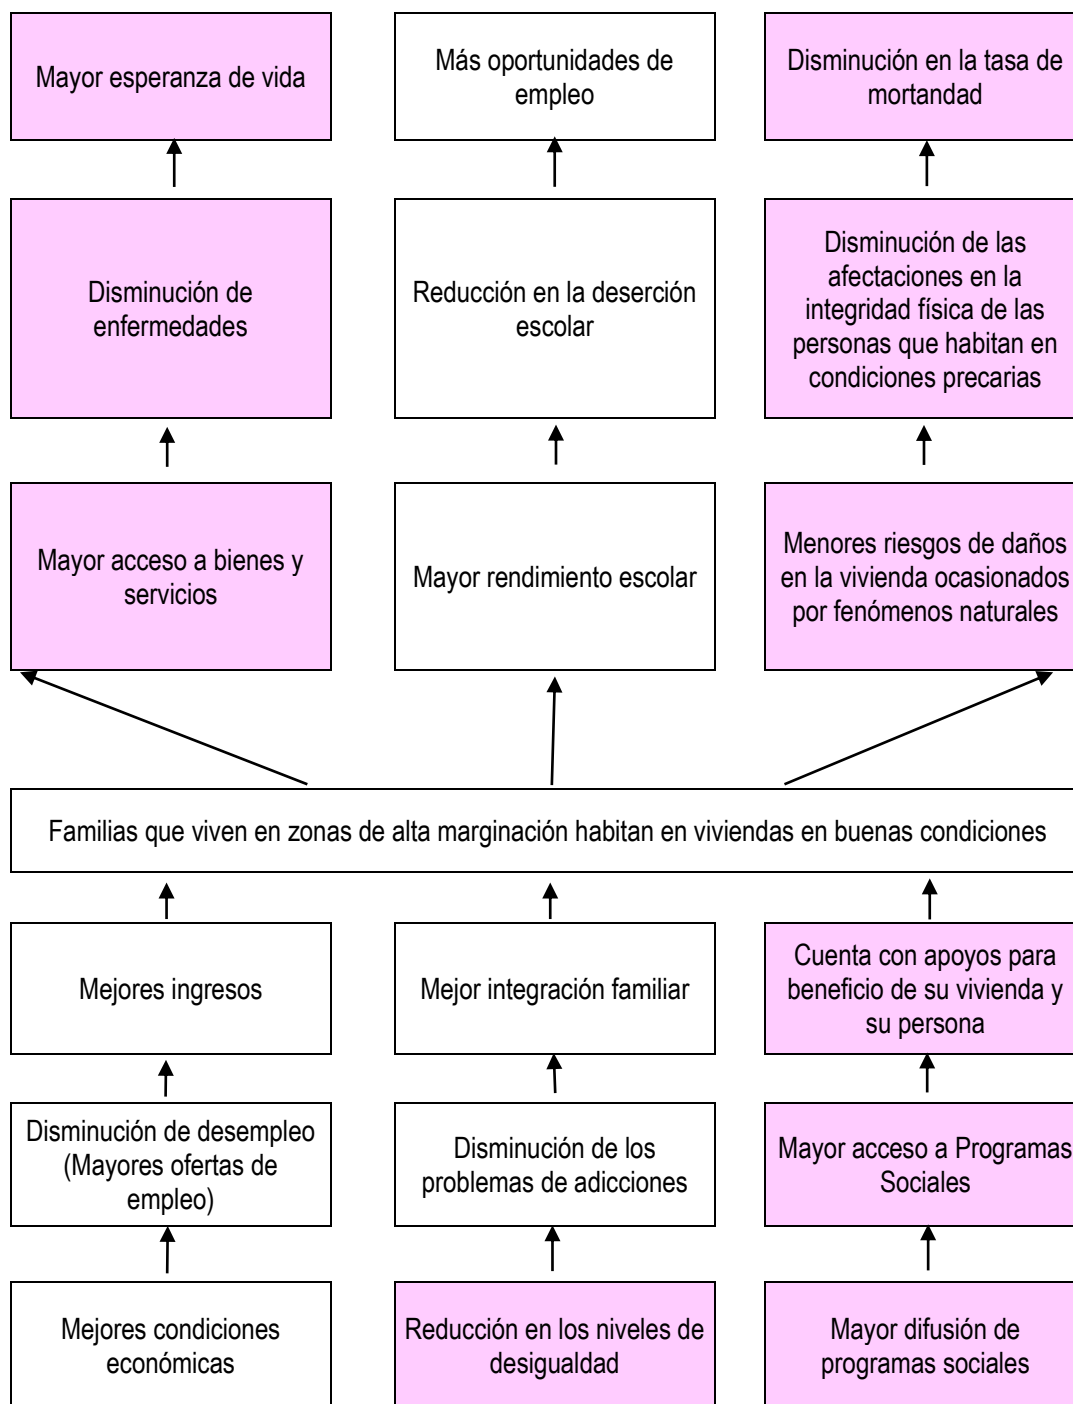 Mayor esperanza de vida
Más oportunidades de
empleo
Disminución en la tasa de
mortandad
Disminución de
enfermedades
Reducción en la deserción
escolar
Disminución de las
afectaciones en la
integridad física de las
personas que habitan en
condiciones precarias
Mayor acceso a bienes y
servicios
Mayor rendimiento escolar
Menores riesgos de daños
en la vivienda ocasionados
por fenómenos naturales
Familias que viven en zonas de alta marginación habitan en viviendas en buenas condiciones
Mejores ingresos
Mejor integración familiar
Cuenta con apoyos para
beneficio de su vivienda y
su persona
Disminución de desempleo
(Mayores ofertas de
empleo)
Disminución de los
problemas de adicciones
Mayor acceso a Programas
Sociales
Mejores condiciones
económicas
Reducción en los niveles de
desigualdad
Mayor difusión de
programas sociales